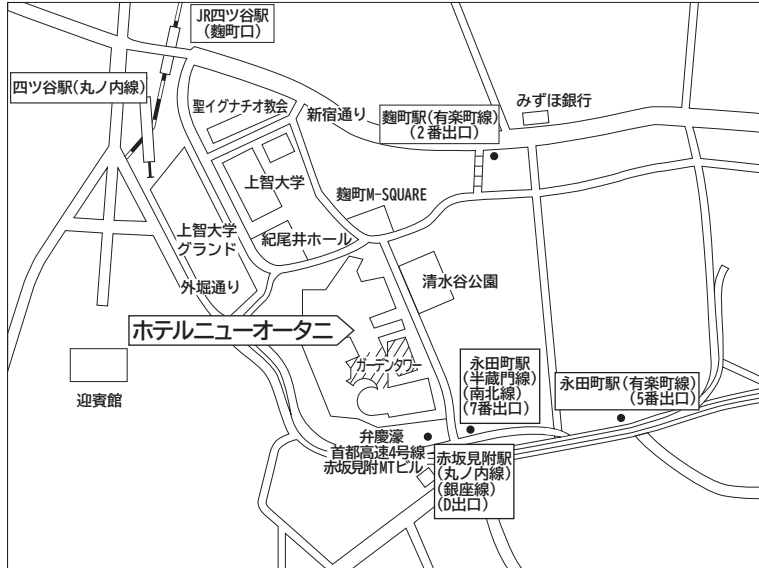 JR四ツ谷駅
(麴町口)
四ツ谷駅(丸ノ内線)
聖イグナチオ教会
新宿通り
みずほ銀行
麴町駅(有楽町線)
(2番出口)
上智大学
麴町M-SQUARE
上智大学
グランド
紀尾井ホール
外堀通り
清水谷公園
ホテルニューオータニ
ガーデンタワー
迎賓館
永田町駅
(半蔵門線)
(南北線)
(7番出口)
永田町駅(有楽町線)
(5番出口)
弁慶濠
首都高速4号線
赤坂見附MTビル
赤坂見附駅
(丸ノ内線)
(銀座線)
(D出口)